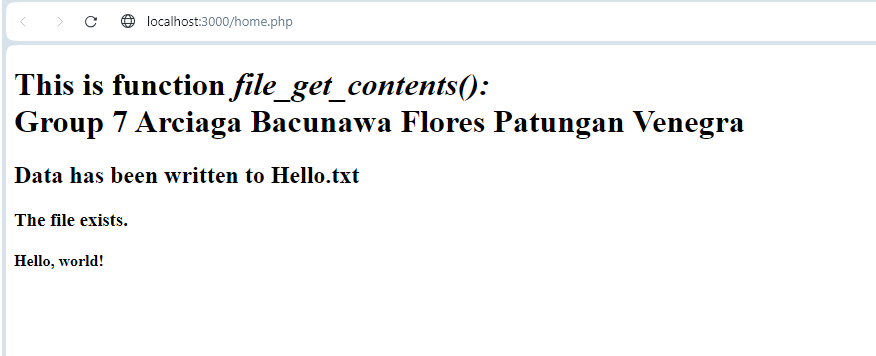 localhost:3000/home.php
This is function file_get_contents():
Group 7 Arciaga Bacunawa Flores Patungan Venegra
Data has been written to Hello.txt
The file exists.
Hello, world!